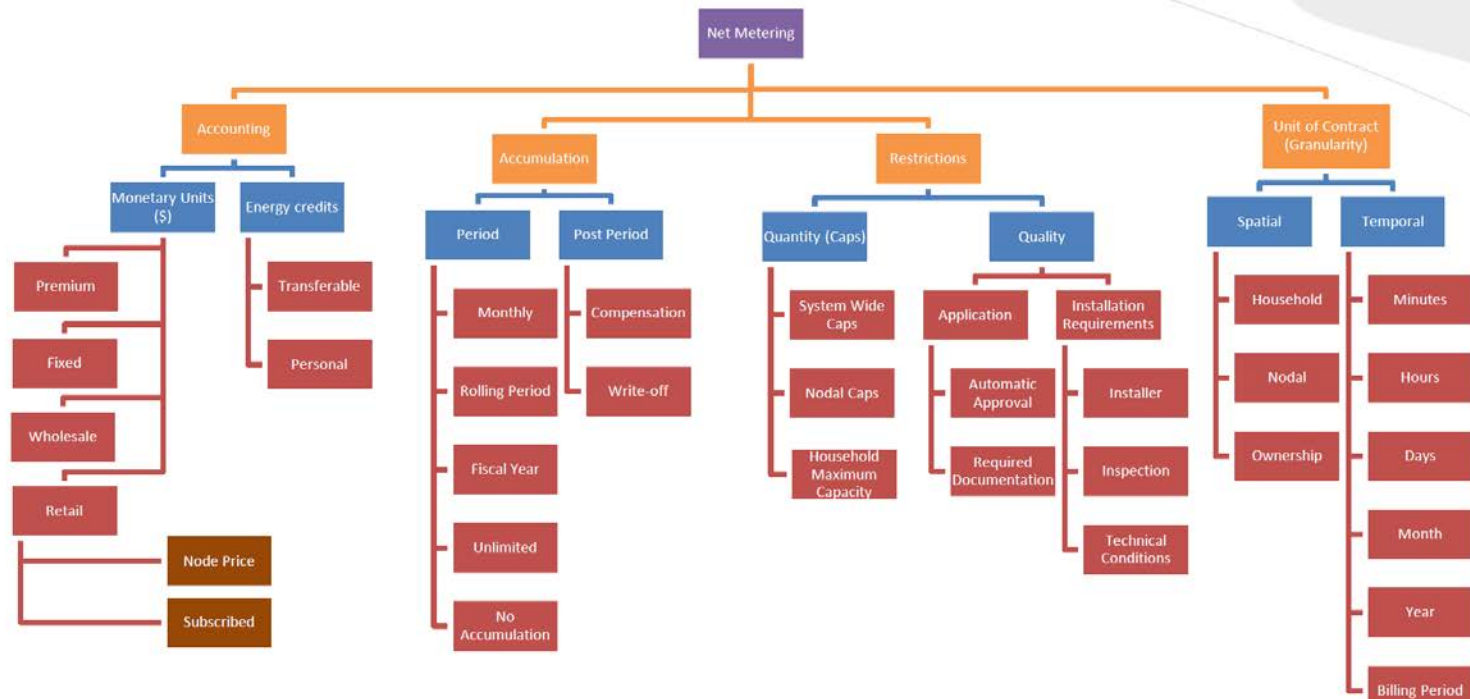 Net Metering
Accounting
Monetary Units
($)
Energy credits
Premium
Fixed
Wholesale
Retail
Node Price
Subscribed
Transferable
Personal
Accumulation
Period
Post Period
Monthly
Rolling Period
Fiscal Year
Unlimited
No
Accumulation
Compensation
Write-off
Restrictions
Quantity (Caps)
Quality
System Wide
Caps
Nodal Caps
Household
Maximum
Capacity
Application
Automatic
Approval
Required
Documentation
Installation
Requirements
Installer
Inspection
Technical
Conditions
Unit of Contract
(Granularity)
Spatial
Temporal
Household
Nodal
Ownership
Minutes
Hours
Days
Month
Year
Billing Period